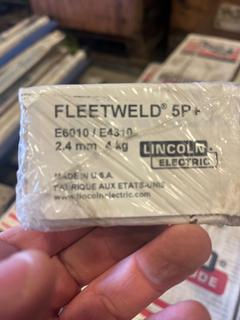 FLEETWELD® 5P+
E6010 / E4310
2.4 mm 4 kg
LINCOLN®
ELECTRIC
MADE IN U.S.A.
FABRIQUE AUX ETATS-UNIS
www.lincolnelectric.com